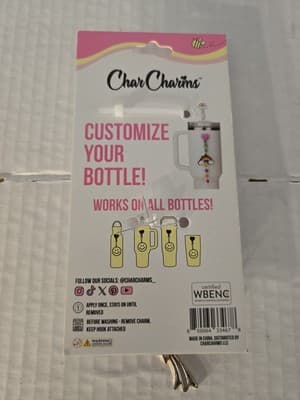 CharCharms
CUSTOMIZE
YOUR
BOTTLE!
WORKS ON ALL BOTTLES!
FOLLOW OUR SOCIALS: @CHARCHARMS_
APPLY ONCE, STAYS ON UNTIL
REMOVED
BEFORE WASHING - REMOVE CHARM.
KEEP HOOK ATTACHED
WARNING:
certified
WBENC
MADE IN CHINA. DISTRIBUTED BY
CHARCHARMS LLC